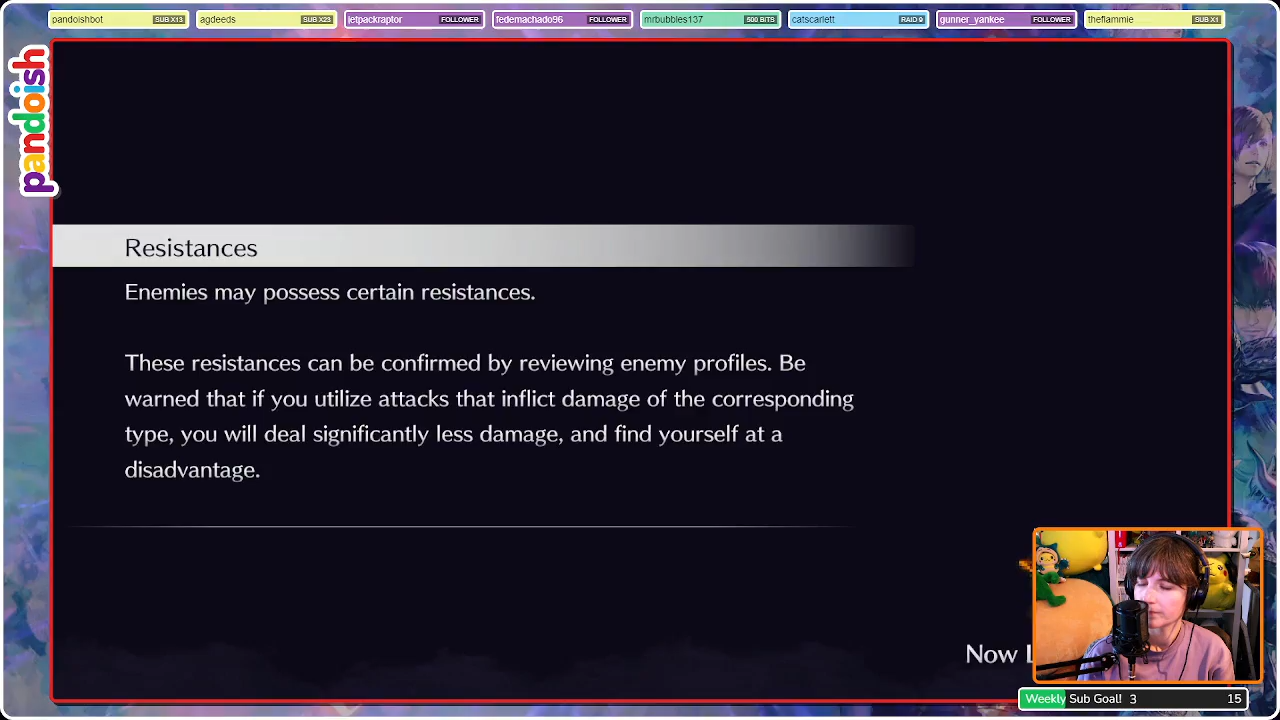 pandoishbot SUB X13 agdeeds SUB X23 jetpackraptor FOLLOWER fedemachado96 FOLLOWER mrbubbles137 500 BITS catscarlett RAID 9 gunner_yankee FOLLOWER theflammie SUB X1
pandoish
Resistances
Enemies may possess certain resistances.
These resistances can be confirmed by reviewing enemy profiles. Be
warned that if you utilize attacks that inflict damage of the corresponding
type, you will deal significantly less damage, and find yourself at a
disadvantage.
Now
Weekly Sub Goal! 3 15